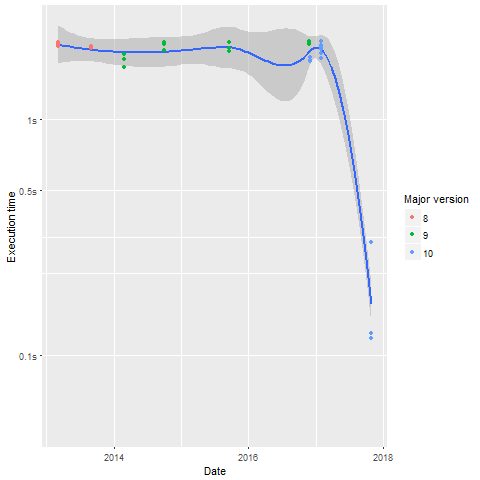 1s
0.5s
0.1s
Execution time
2014
2016
2018
Date
Major version
8
9
10